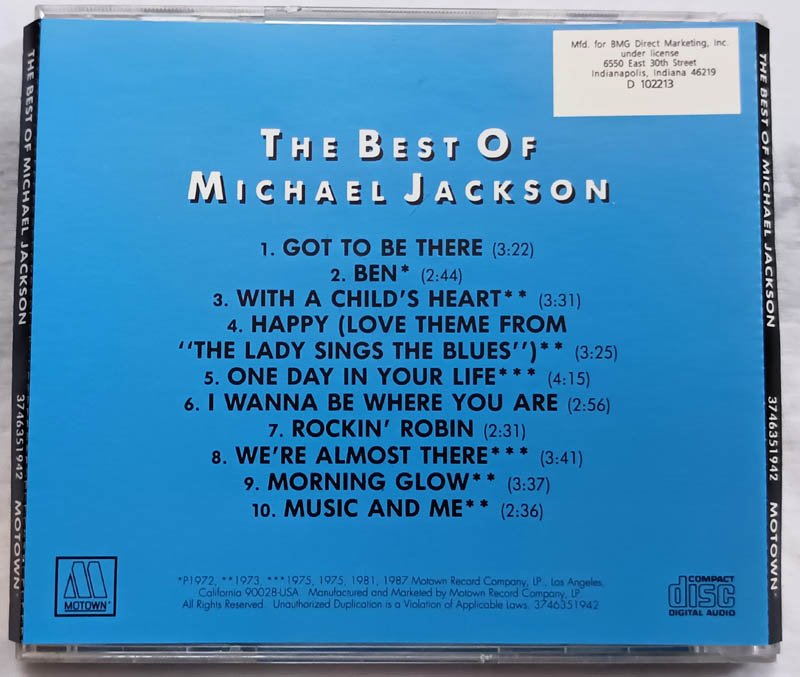 Mfd. for BMG Direct Marketing, Inc.
under license
6550 East 30th Street
Indianapolis, Indiana 46219
D 102213
THE BEST OF MICHAEL JACKSON 3746351942 MOTOWN
THE BEST OF
MICHAEL JACKSON
1. GOT TO BE THERE (3:22)
2. BEN* (2:44)
3. WITH A CHILD'S HEART** (3:31)
4. HAPPY (LOVE THEME FROM
"THE LADY SINGS THE BLUES")** (3:25)
5. ONE DAY IN YOUR LIFE*** (4:15)
6. I WANNA BE WHERE YOU ARE (2:56)
7. ROCKIN' ROBIN (2:31)
8. WE'RE ALMOST THERE*** (3:41)
9. MORNING GLOW** (3:37)
10. MUSIC AND ME** (2:36)
THE BEST OF MICHAEL JACKSON 3746351942 MOTOWN
M
MOTOWN
*P1972, **1973, ***1975, 1975, 1981, 1987 Motown Record Company, LP., Los Angeles,
California 90028-USA. Manufactured and Marketed by Motown Record Company, LP.
All Rights Reserved. Unauthorized Duplication is a Violation of Applicable Laws. 3746351942
COMPACT
disc
DIGITAL AUDIO